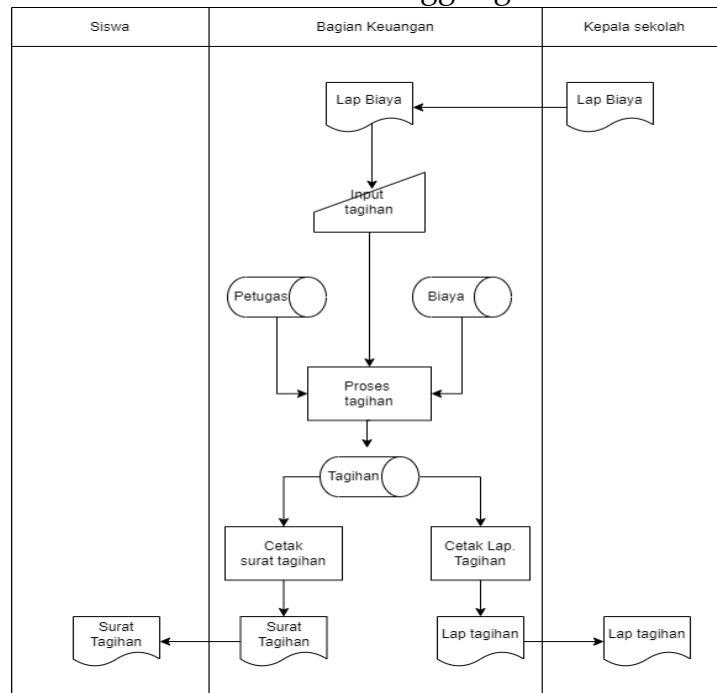 Siswa
Bagian Keuangan
Kepala sekolah
Lap Biaya
Lap Biaya
Input
tagihan
Petugas
Biaya
Proses
tagihan
Tagihan
Cetak
surat tagihan
Cetak Lap.
Tagihan
Surat
Tagihan
Surat
Tagihan
Lap tagihan
Lap tagihan